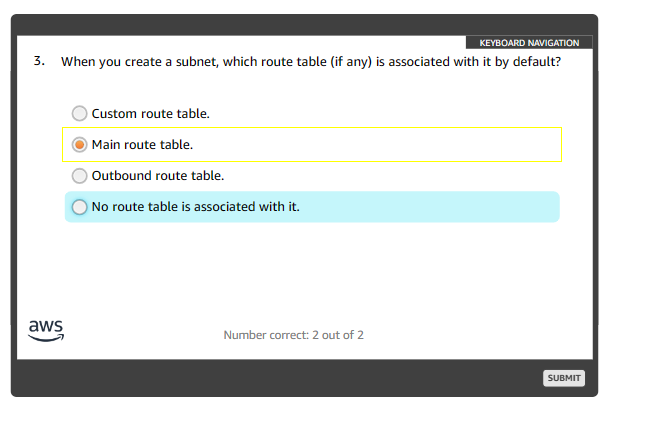 KEYBOARD NAVIGATION
3. When you create a subnet, which route table (if any) is associated with it by default?
Custom route table.
Main route table.
Outbound route table.
No route table is associated with it.
aws
Number correct: 2 out of 2
SUBMIT